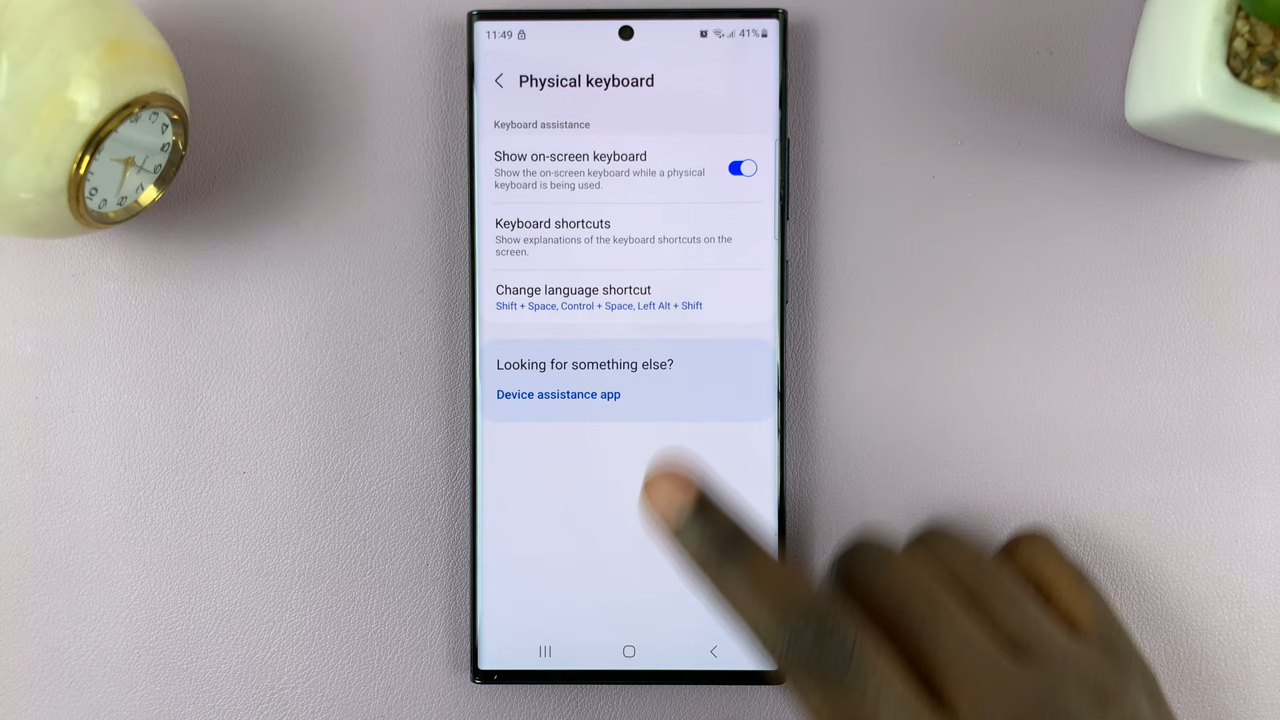 11:49
41%
Physical keyboard
Keyboard assistance
Show on-screen keyboard
Show the on-screen keyboard while a physical
keyboard is being used.
Keyboard shortcuts
Show explanations of the keyboard shortcuts on the
screen.
Change language shortcut
Shift + Space, Control + Space, Left Alt + Shift
Looking for something else?
Device assistance app